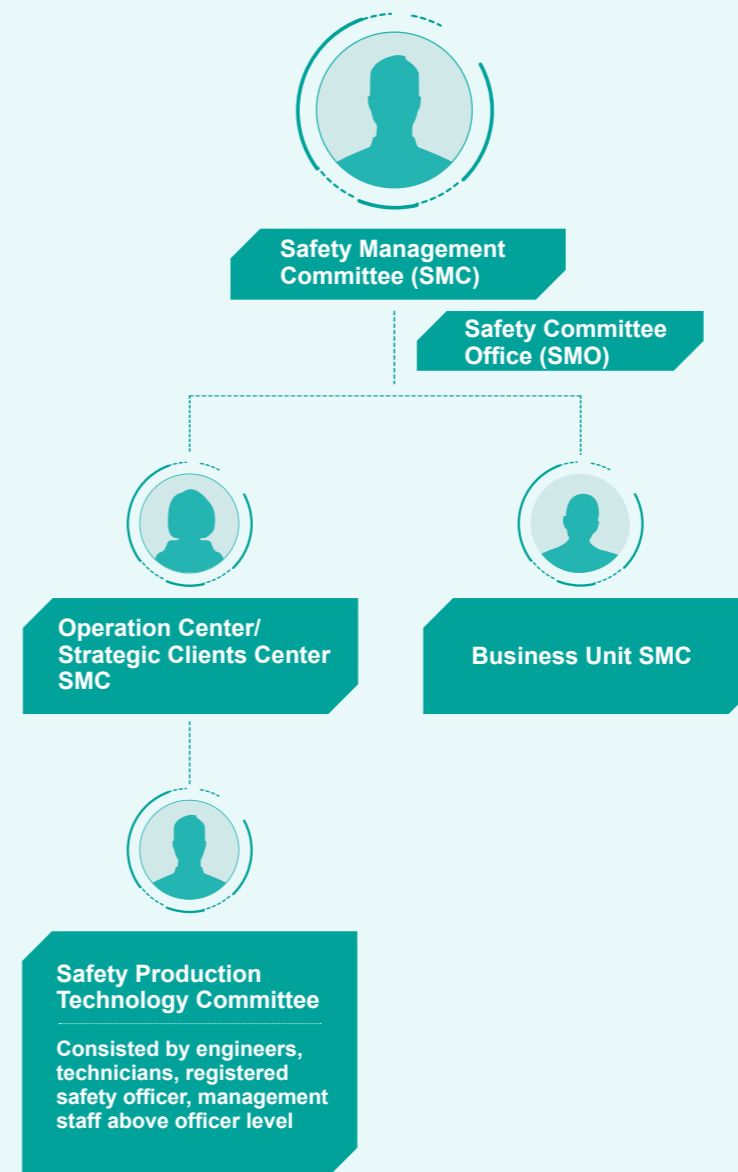 Safety Management
Committee (SMC)
Safety Committee
Office (SMO)
Operation Center/
Strategic Clients Center
SMC
Business Unit SMC
Safety Production
Technology Committee
Consisted by engineers,
technicians, registered
safety officer, management
staff above officer level